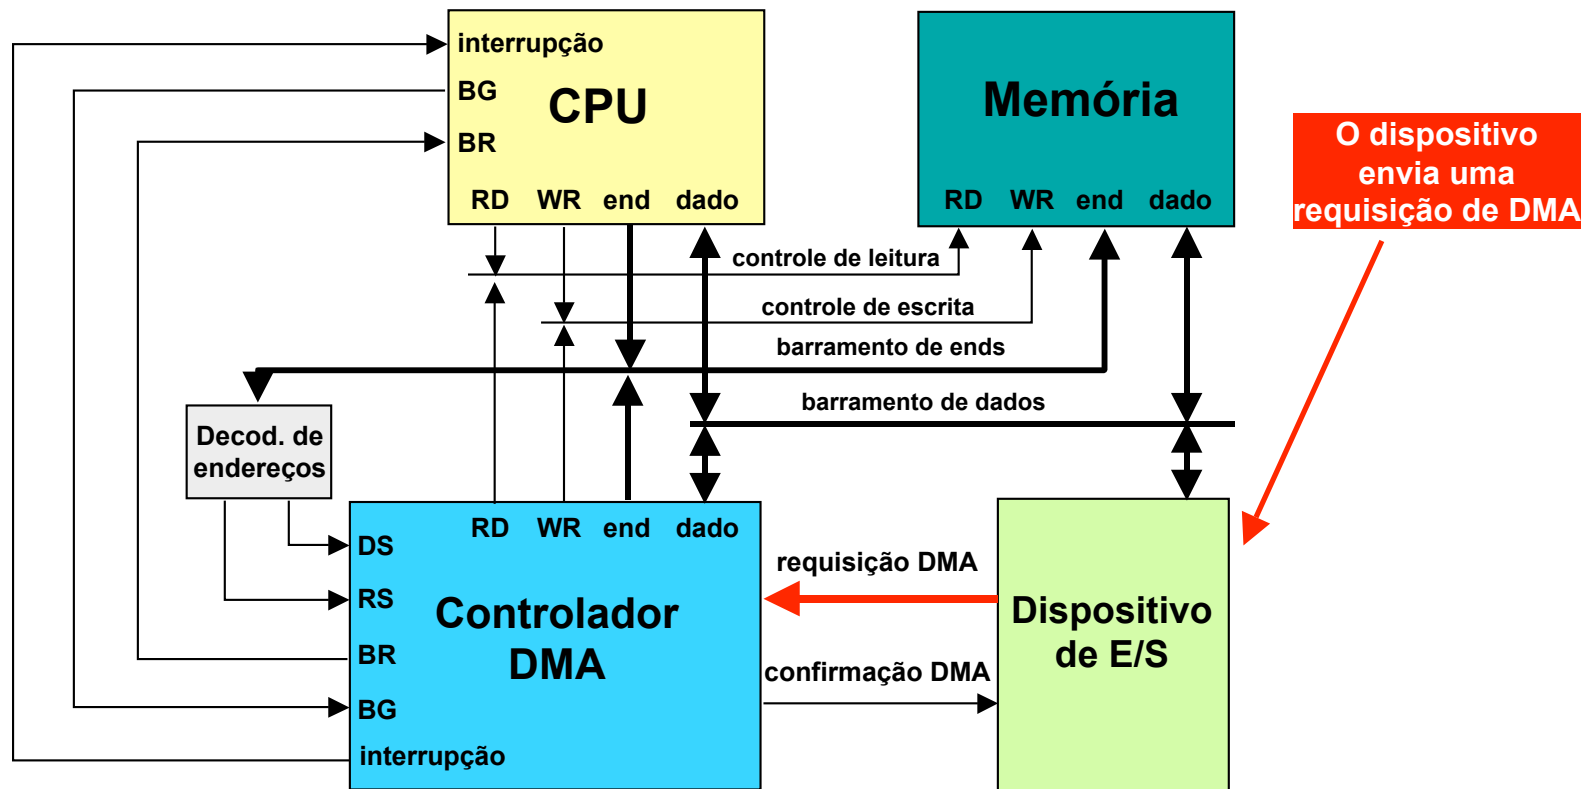 interrupção
BG
CPU
BR
RD WR end dado
Memória
RD WR end dado
O dispositivo
envia uma
requisição de DMA
controle de leitura
controle de escrita
barramento de ends
barramento de dados
Decod. de
endereços
RD WR end dado
DS
RS
Controlador
DMA
BR
BG
interrupção
requisição DMA
confirmação DMA
Dispositivo
de E/S